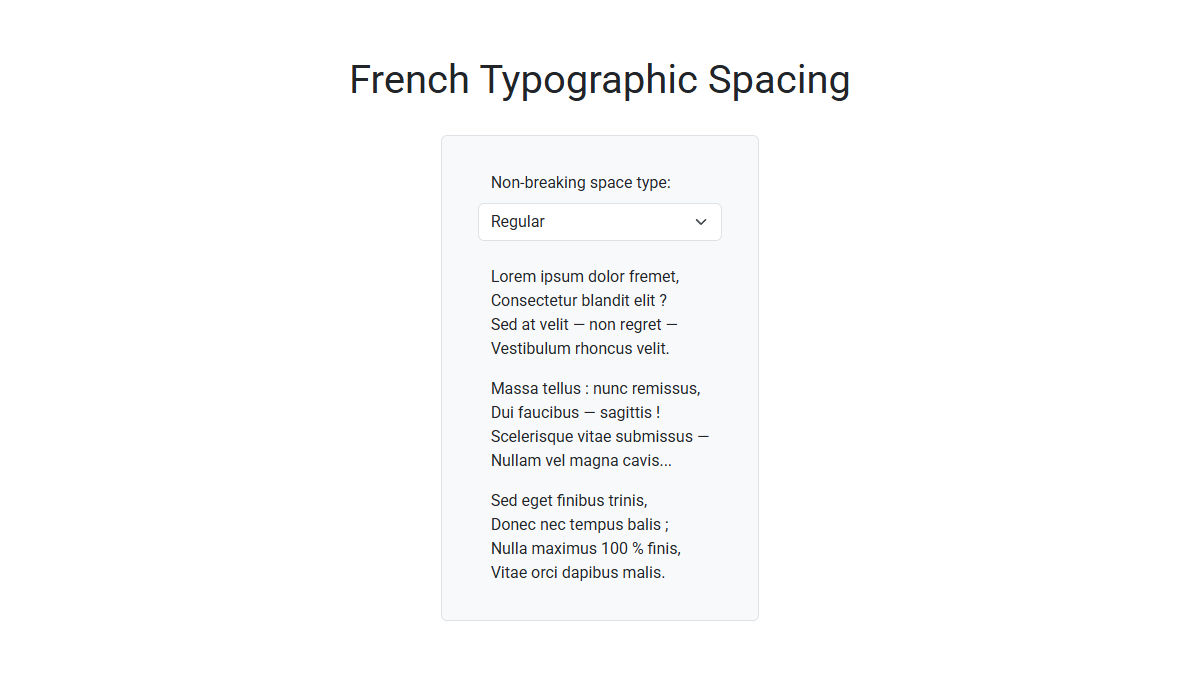 French Typographic Spacing
Non-breaking space type:
Regular
Lorem ipsum dolor fremet,
Consectetur blandit elit ?
Sed at velit — non regret —
Vestibulum rhoncus velit.
Massa tellus : nunc remissus,
Dui faucibus — sagittis !
Scelerisque vitae submissus —
Nullam vel magna cavis...
Sed eget finibus trinis,
Donec nec tempus balis ;
Nulla maximus 100 % finis,
Vitae orci dapibus malis.